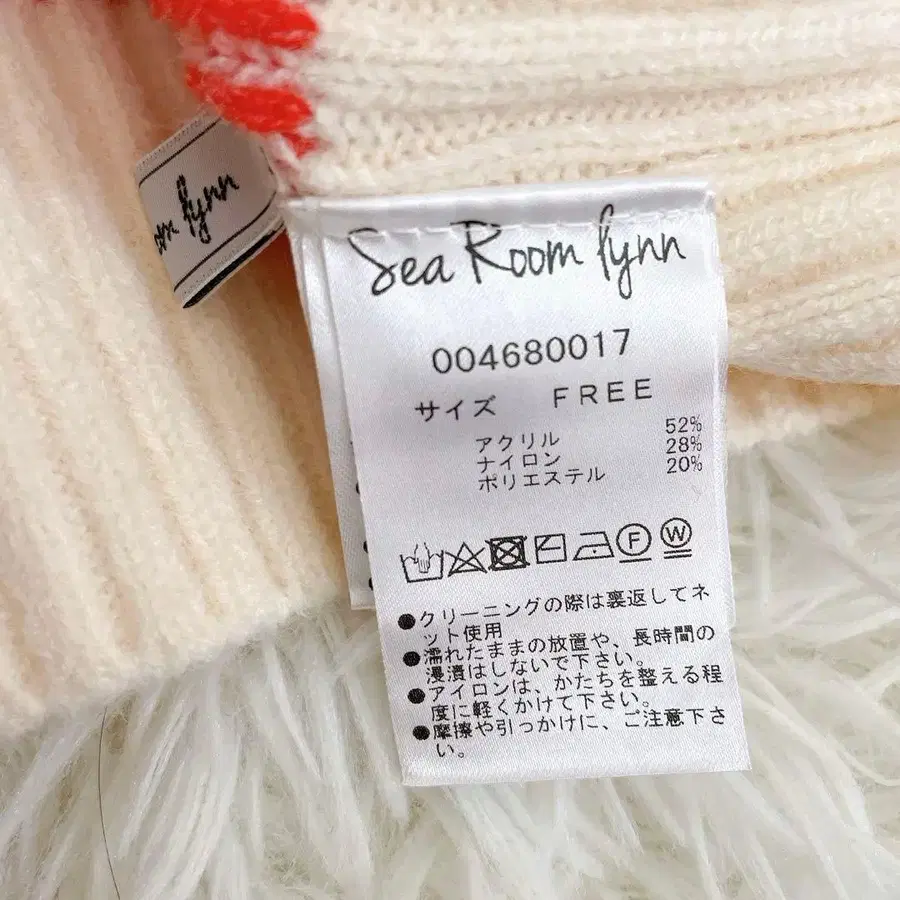 om lynn
Sea Room lynn
004680017
サイズ FREE
アクリル 52%
ナイロン 28%
ポリエステル 20%
F W
●クリーニングの際は裏返してネ
ット使用
●濡れたままの放置や、長時間の
浸漬はしないで下さい。
●アイロンは、かたちを整える程
度に軽くかけて下さい。
●摩擦や引っかけに、ご注意下さ
い。